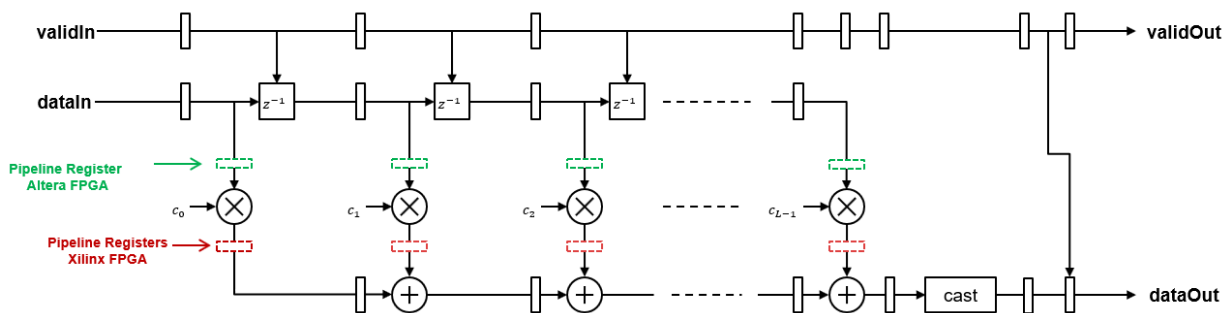 validIn
validOut
dataIn
z⁻¹
z⁻¹
z⁻¹
Pipeline Register
Altera FPGA
c₀
c₁
c₂
c_{L-1}
Pipeline Registers
Xilinx FPGA
cast
dataOut